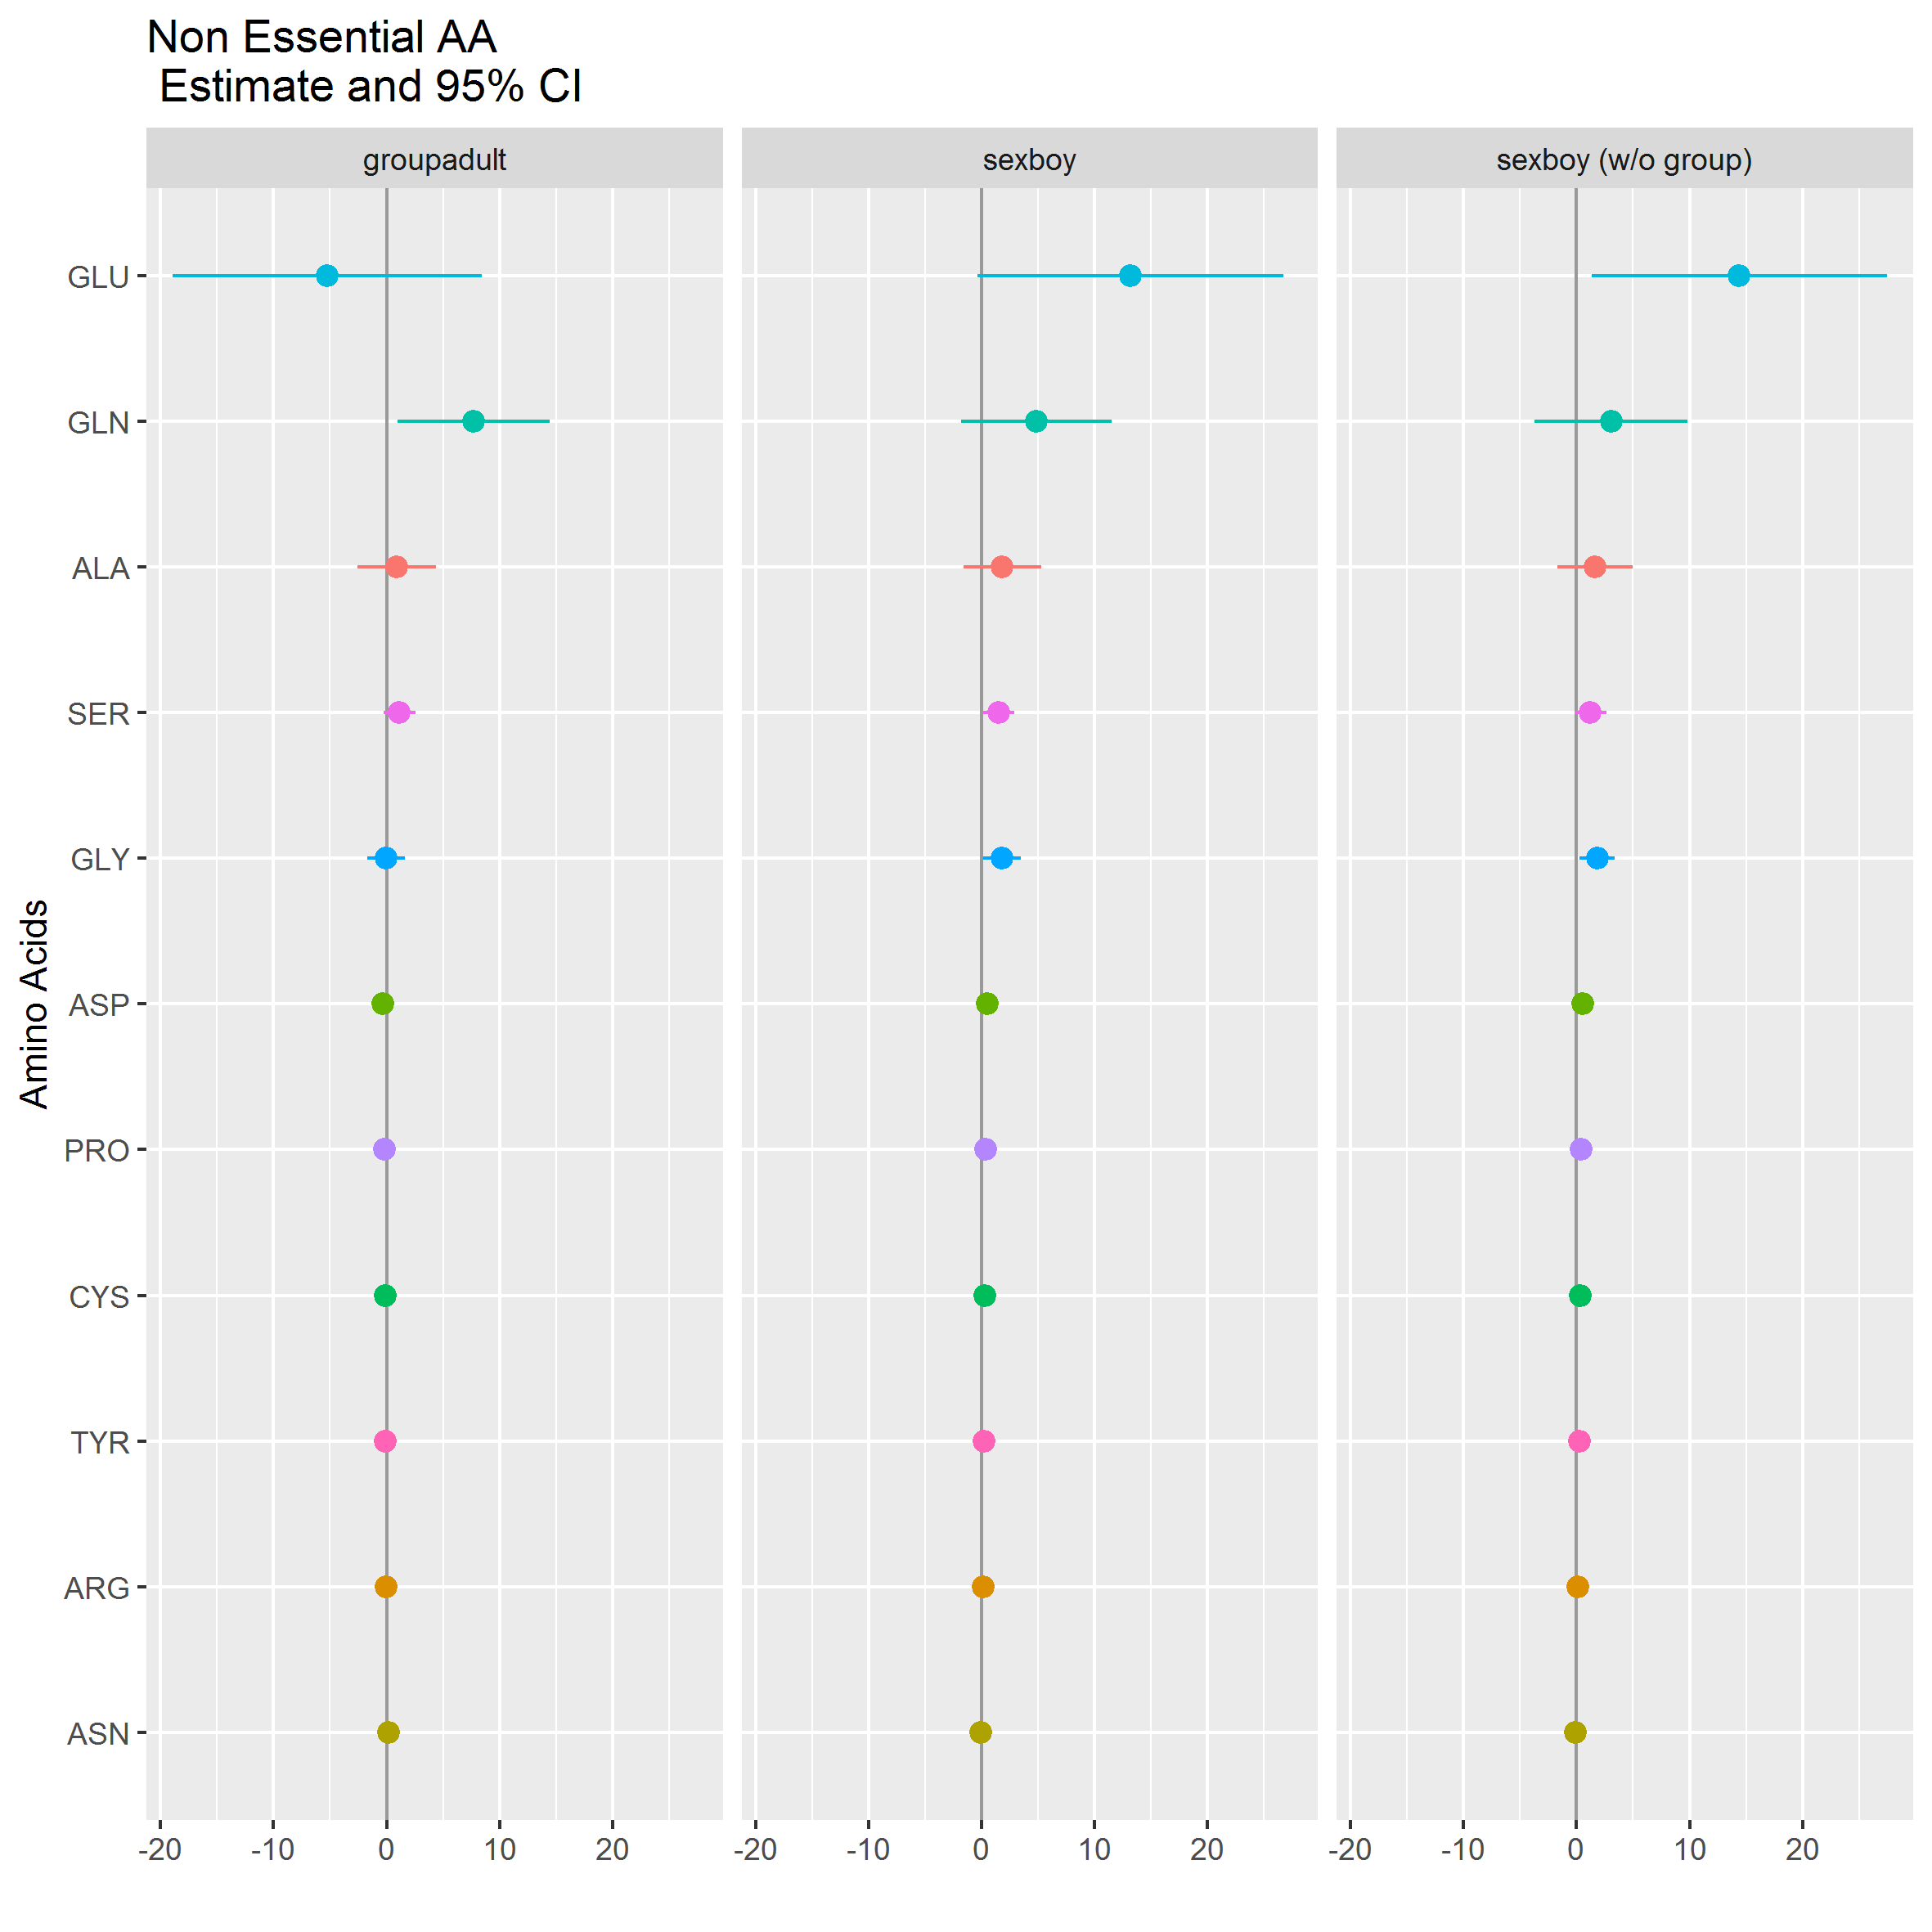 Non Essential AA
Estimate and 95% CI
groupadult sexboy sexboy (w/o group)
GLU
GLN
ALA
SER
GLY
ASP
PRO
CYS
TYR
ARG
ASN
Amino Acids
-20 -10 0 10 20 -20 -10 0 10 20 -20 -10 0 10 20